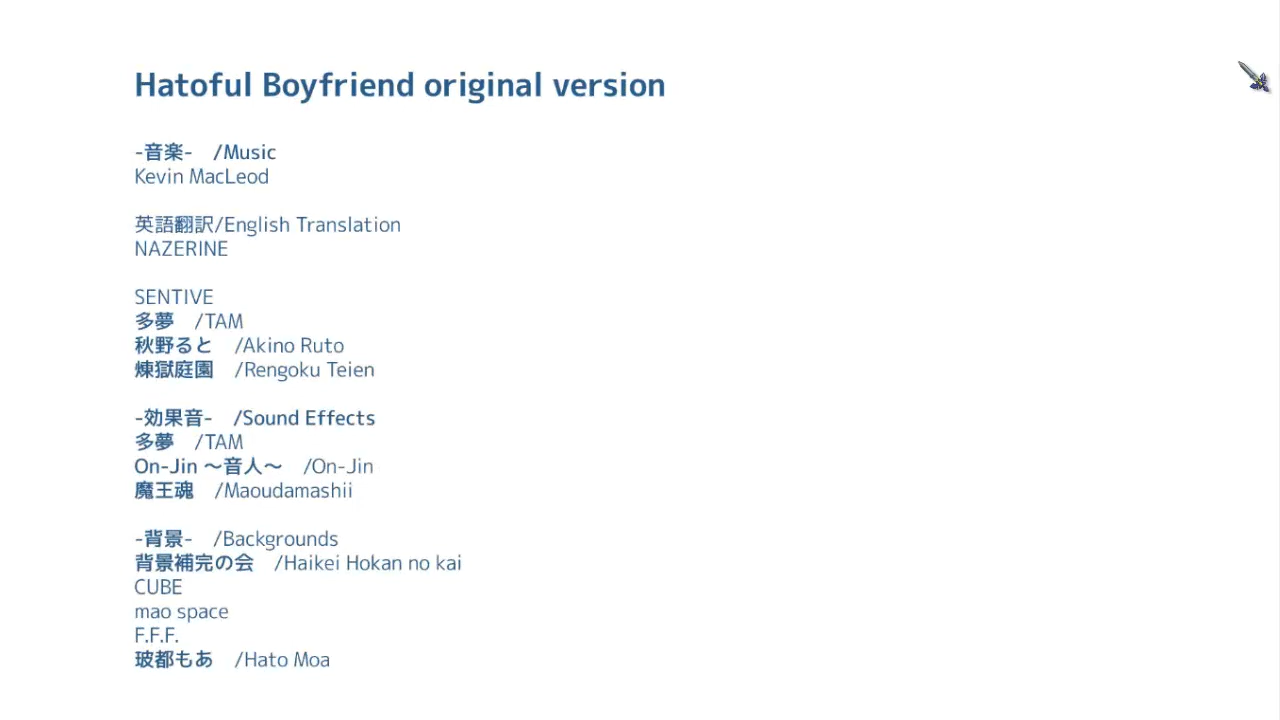 Hatoful Boyfriend original version
-音楽-　/Music
Kevin MacLeod
英語翻訳/English Translation
NAZERINE
SENTIVE
多夢　/TAM
秋野ると　/Akino Ruto
煉獄庭園　/Rengoku Teien
-効果音-　/Sound Effects
多夢　/TAM
On-Jin ～音人～　/On-Jin
魔王魂　/Maoudamashii
-背景-　/Backgrounds
背景補完の会　/Haikei Hokan no kai
CUBE
mao space
F.F.F.
玻都もあ　/Hato Moa